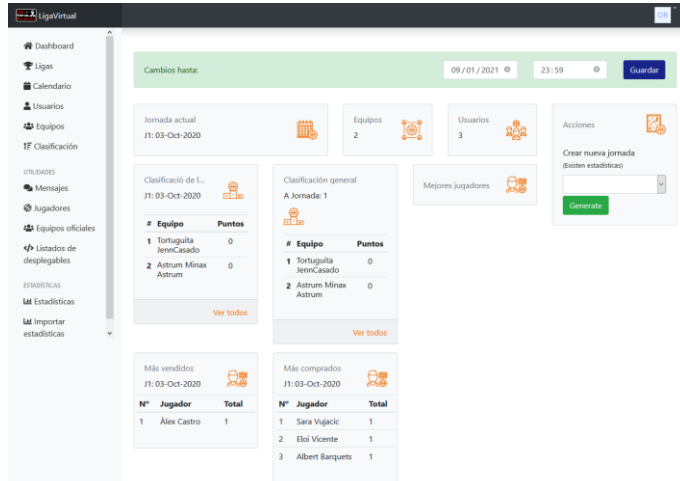 LigaVirtual
OR
Dashboard
Ligas
Calendario
Usuarios
Equipos
Clasificación
UTILIDADES
Mensajes
Jugadores
Equipos oficiales
Listados de
desplegables
ESTADÍSTICAS
Estadísticas
Importar
estadísticas
Cambios hasta:
09/01/2021
23:59
Guardar
Jornada actual
J1: 03-Oct-2020
Equipos
2
Usuarios
3
Acciones
Crear nueva jornada
(Existen estadísticas)
Generate
Clasificació de l...
J1: 03-Oct-2020
# Equipo Puntos
1 Tortuguita 0
JennCasado
2 Astrum Minax 0
Astrum
Ver todos
Clasificación general
A Jornada: 1
# Equipo Puntos
1 Tortuguita 0
JennCasado
2 Astrum Minax 0
Astrum
Ver todos
Mejores jugadores
Más vendidos
J1: 03-Oct-2020
Nº Jugador Total
1 Àlex Castro 1
Más comprados
J1: 03-Oct-2020
Nº Jugador Total
1 Sara Vujacic 1
2 Eloi Vicente 1
3 Albert Barquets 1